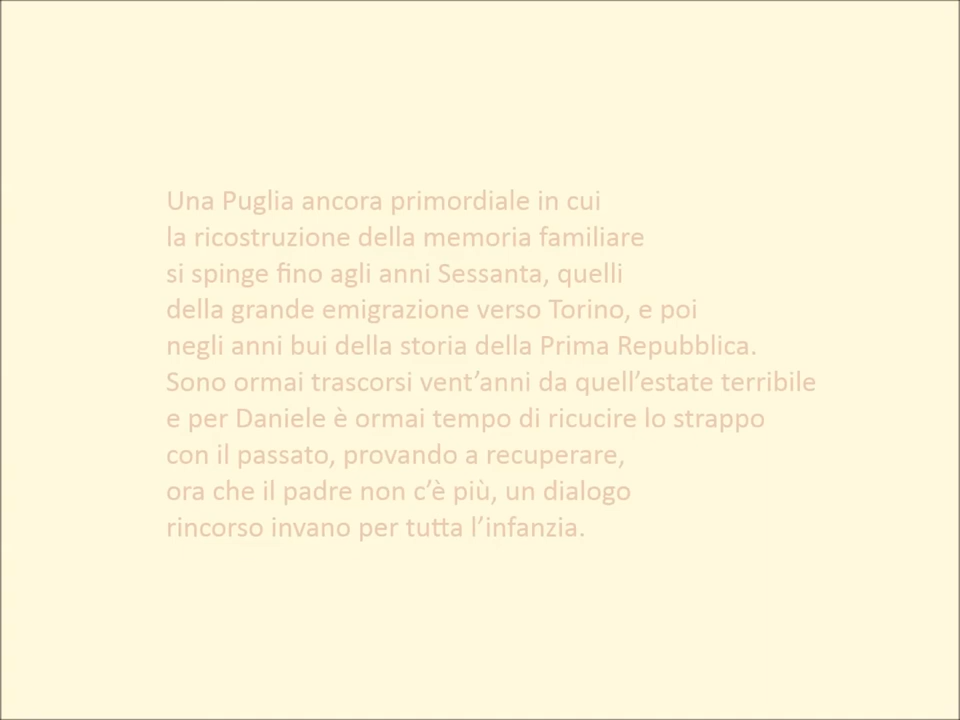 Una Puglia ancora primordiale in cui
la ricostruzione della memoria familiare
si spinge fino agli anni Sessanta, quelli
della grande emigrazione verso Torino, e poi
negli anni bui della storia della Prima Repubblica.
Sono ormai trascorsi vent’anni da quell’estate terribile
e per Daniele è ormai tempo di ricucire lo strappo
con il passato, provando a recuperare,
ora che il padre non c’è più, un dialogo
rincorso invano per tutta l’infanzia.